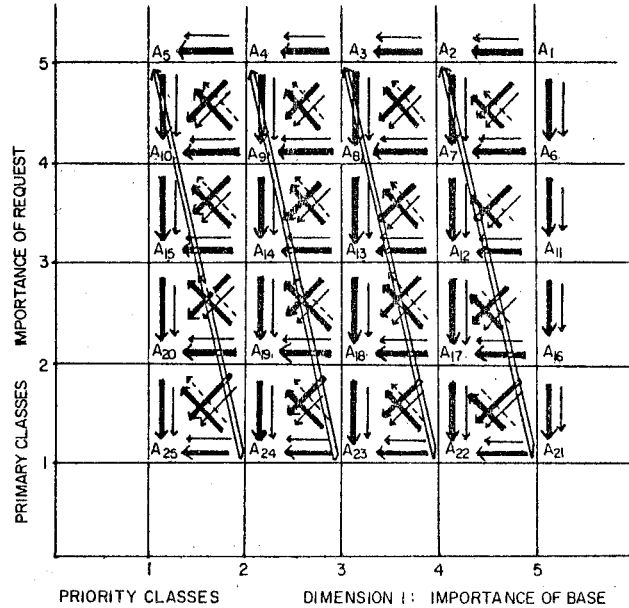 A5 A4 A3 A2 A1
5
A10 A9 A8 A7 A6
4
A15 A14 A13 A12 A11
3
A20 A19 A18 A17 A16
2
A25 A24 A23 A22 A21
1
1 2 3 4 5
PRIMARY CLASSES IMPORTANCE OF REQUEST
PRIORITY CLASSES DIMENSION I: IMPORTANCE OF BASE